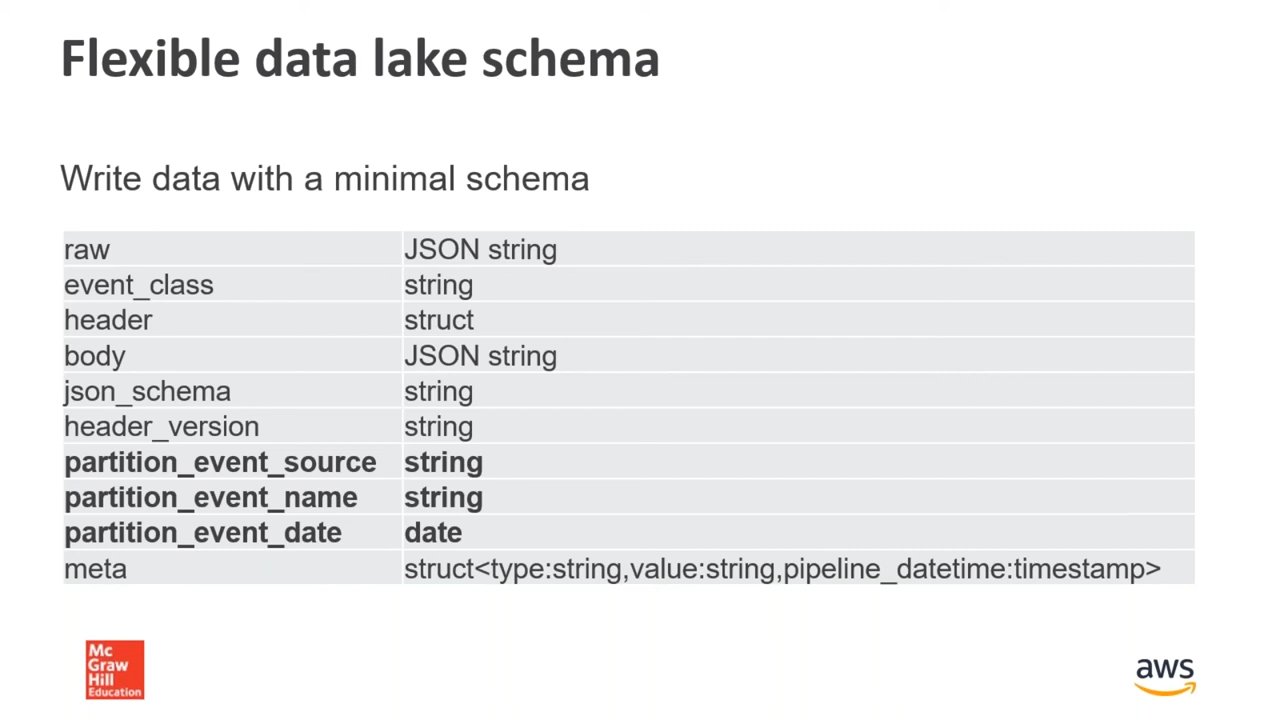 Flexible data lake schema
Write data with a minimal schema
raw JSON string
event_class string
header struct
body JSON string
json_schema string
header_version string
partition_event_source string
partition_event_name string
partition_event_date date
meta struct<type:string,value:string,pipeline_datetime:timestamp>
Mc
Graw
Hill
Education
aws